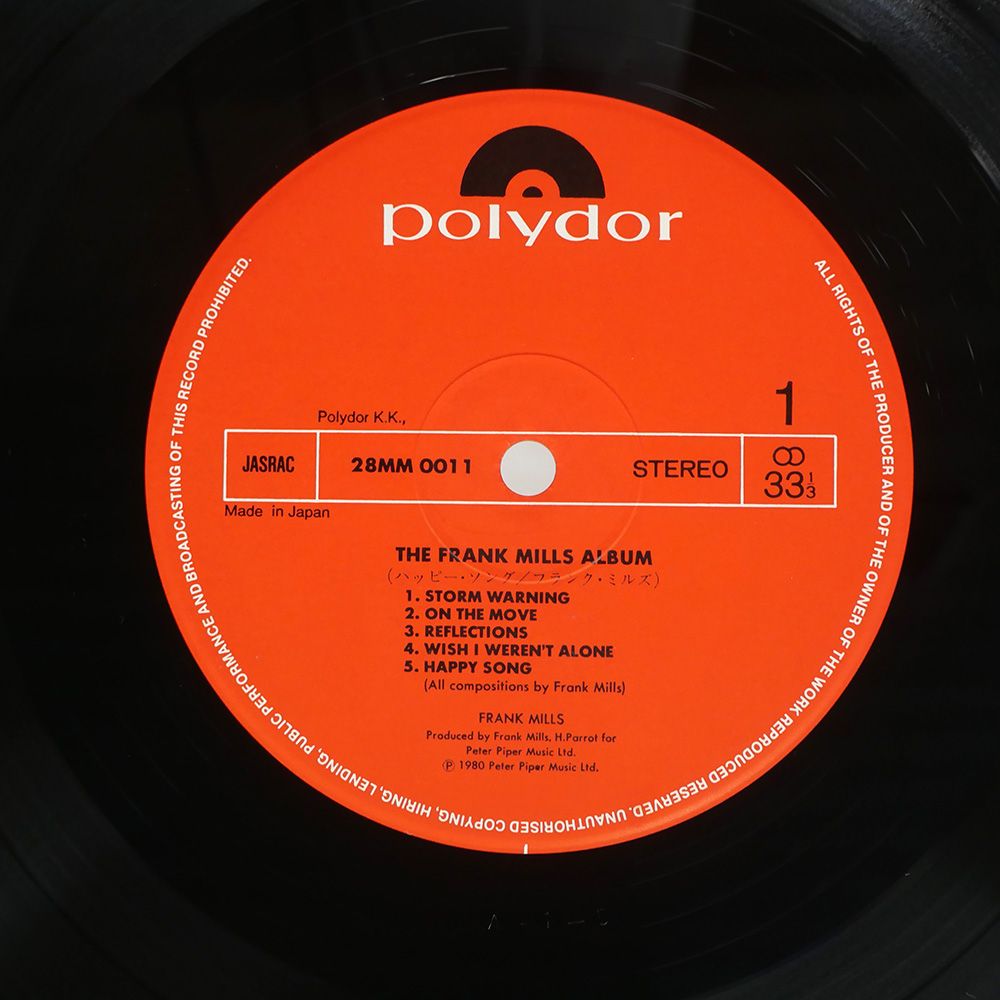 polydor
1
Polydor K.K.,
JASRAC
28MM 0011
STEREO
33 1/3
Made in Japan
THE FRANK MILLS ALBUM
(ハッピー・ソング/フランク・ミルズ)
1. STORM WARNING
2. ON THE MOVE
3. REFLECTIONS
4. WISH I WEREN'T ALONE
5. HAPPY SONG
(All compositions by Frank Mills)
FRANK MILLS
Produced by Frank Mills, H.Parrot for
Peter Piper Music Ltd.
Ⓟ 1980 Peter Piper Music Ltd.
ALL RIGHTS OF THE PRODUCER AND OF THE OWNER OF THE WORK REPRODUCED RESERVED. UNAUTHORISED COPYING, HIRING, LENDING, PUBLIC PERFORMANCE AND BROADCASTING OF THIS RECORD PROHIBITED.